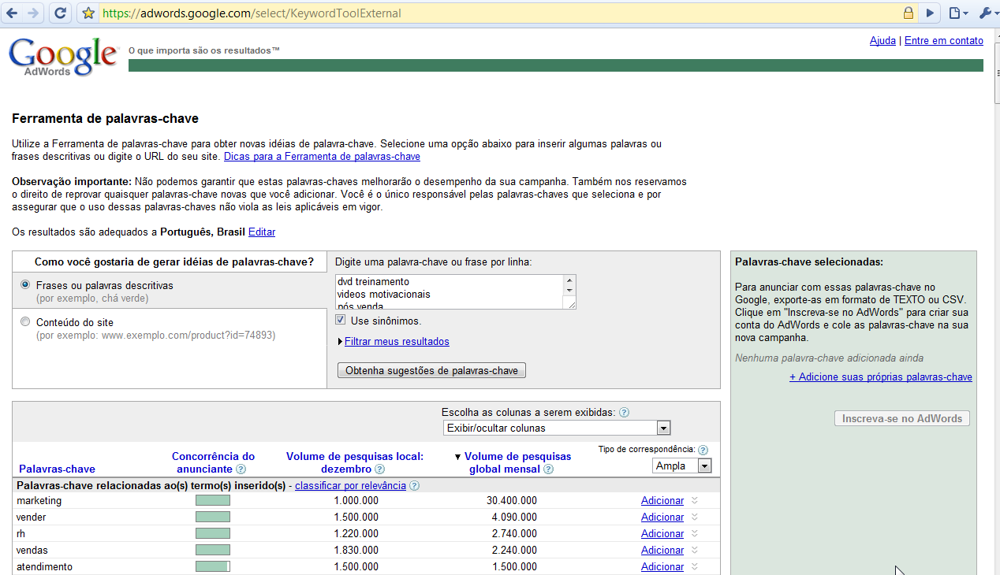 https://adwords.google.com/select/KeywordToolExternal
Ajuda | Entre em contato
Google
AdWords
O que importa são os resultados™
Ferramenta de palavras-chave
Utilize a Ferramenta de palavras-chave para obter novas idéias de palavra-chave. Selecione uma opção abaixo para inserir algumas palavras ou
frases descritivas ou digite o URL do seu site. Dicas para a Ferramenta de palavras-chave
Observação importante: Não podemos garantir que estas palavras-chaves melhorarão o desempenho da sua campanha. Também nos reservamos
o direito de reprovar quaisquer palavras-chave novas que você adicionar. Você é o único responsável pelas palavras-chaves que seleciona e por
assegurar que o uso dessas palavras-chaves não viola as leis aplicáveis em vigor.
Os resultados são adequados a Português, Brasil Editar
Como você gostaria de gerar idéias de palavras-chave?
Frases ou palavras descritivas
(por exemplo, chá verde)
Conteúdo do site
(por exemplo: www.exemplo.com/product?id=74893)
Digite uma palavra-chave ou frase por linha:
dvd treinamento
videos motivacionais
pós venda
Use sinônimos.
Filtrar meus resultados
Obtenha sugestões de palavras-chave
Palavras-chave selecionadas:
Para anunciar com essas palavras-chave no
Google, exporte-as em formato de TEXTO ou CSV.
Clique em "Inscreva-se no AdWords" para criar sua
conta do AdWords e cole as palavras-chave na sua
nova campanha.
Nenhuma palavra-chave adicionada ainda
+ Adicione suas próprias palavras-chave
Inscreva-se no AdWords
Escolha as colunas a serem exibidas: ?
Exibir/ocultar colunas
Tipo de correspondência: ?
Ampla
Palavras-chave
Concorrência do
anunciante ?
Volume de pesquisas local:
dezembro ?
▼ Volume de pesquisas
global mensal ?
Palavras-chave relacionadas ao(s) termo(s) inserido(s) - classificar por relevância ?
marketing 1.000.000 30.400.000 Adicionar
vender 1.500.000 4.090.000 Adicionar
rh 1.220.000 2.740.000 Adicionar
vendas 1.830.000 2.240.000 Adicionar
atendimento 1.500.000 1.500.000 Adicionar